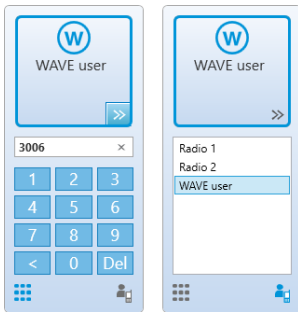 W
WAVE user
»
3006 ×
1 2 3
4 5 6
7 8 9
< 0 Del
W
WAVE user
»
Radio 1
Radio 2
WAVE user